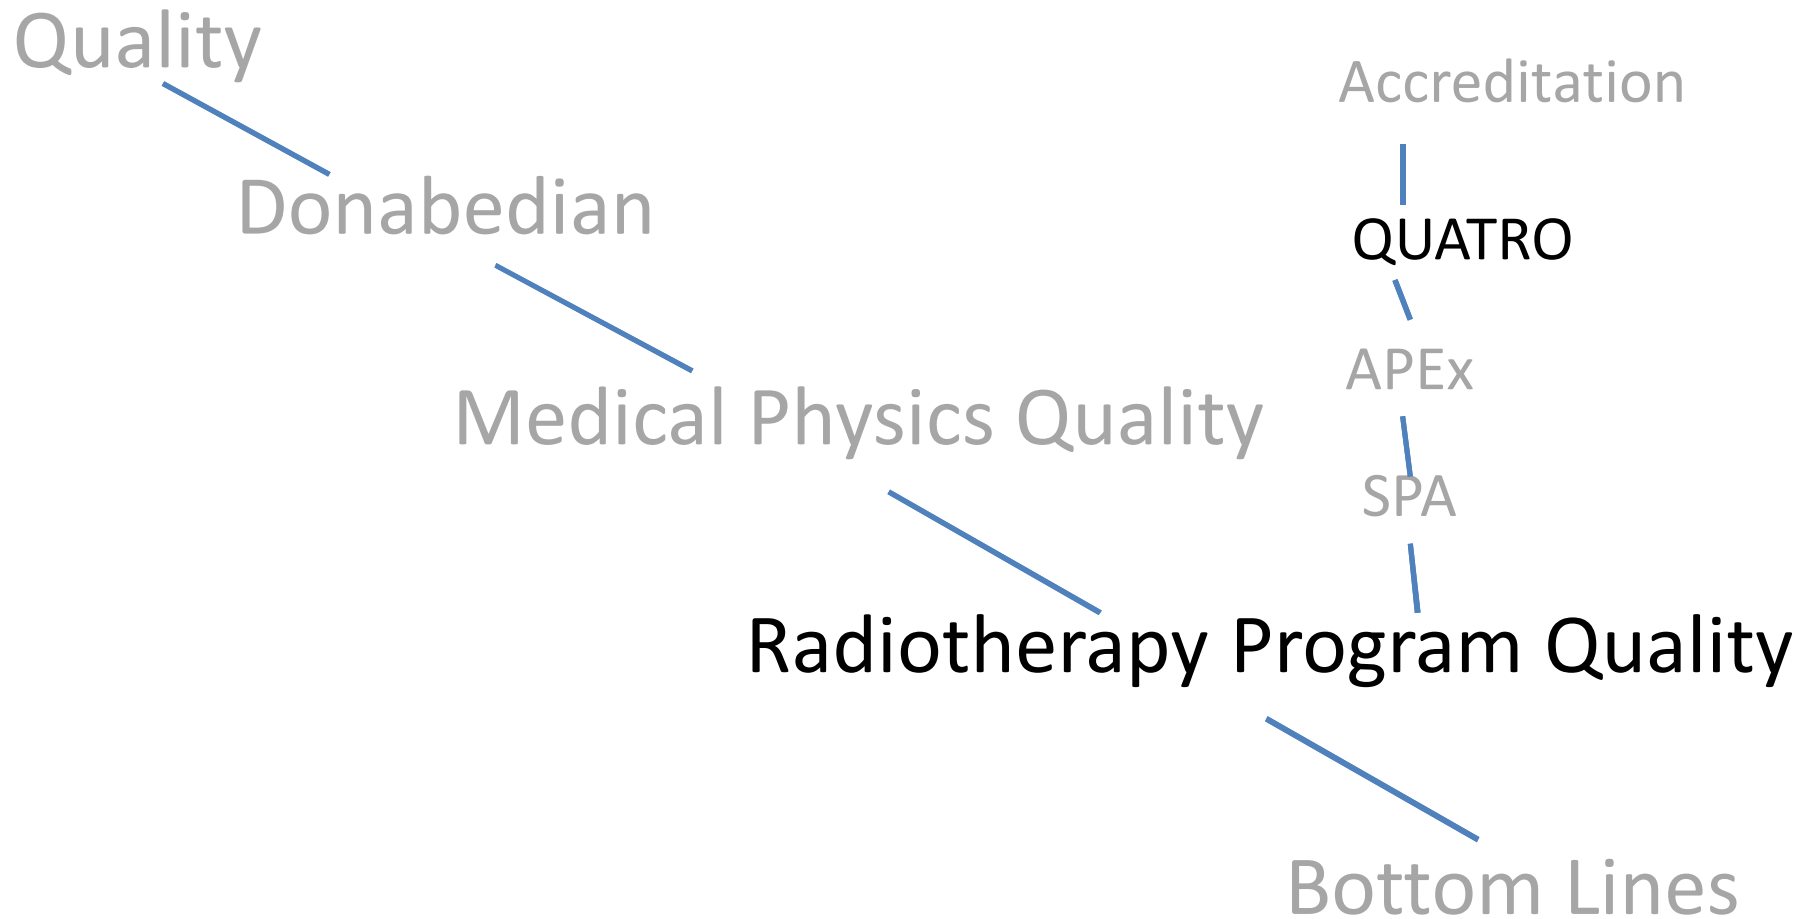 Quality
Accreditation
Donabedian
QUATRO
APEx
Medical Physics Quality
SPA
Radiotherapy Program Quality
Bottom Lines